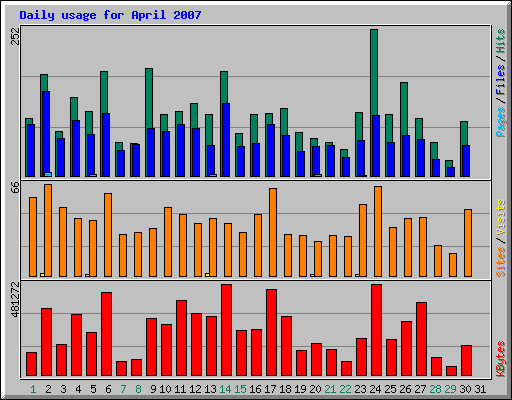 Daily usage for April 2007
252
Pages / Files / Hits
66
Sites / Visits
481272
KBytes
1 2 3 4 5 6 7 8 9 10 11 12 13 14 15 16 17 18 19 20 21 22 23 24 25 26 27 28 29 30 31